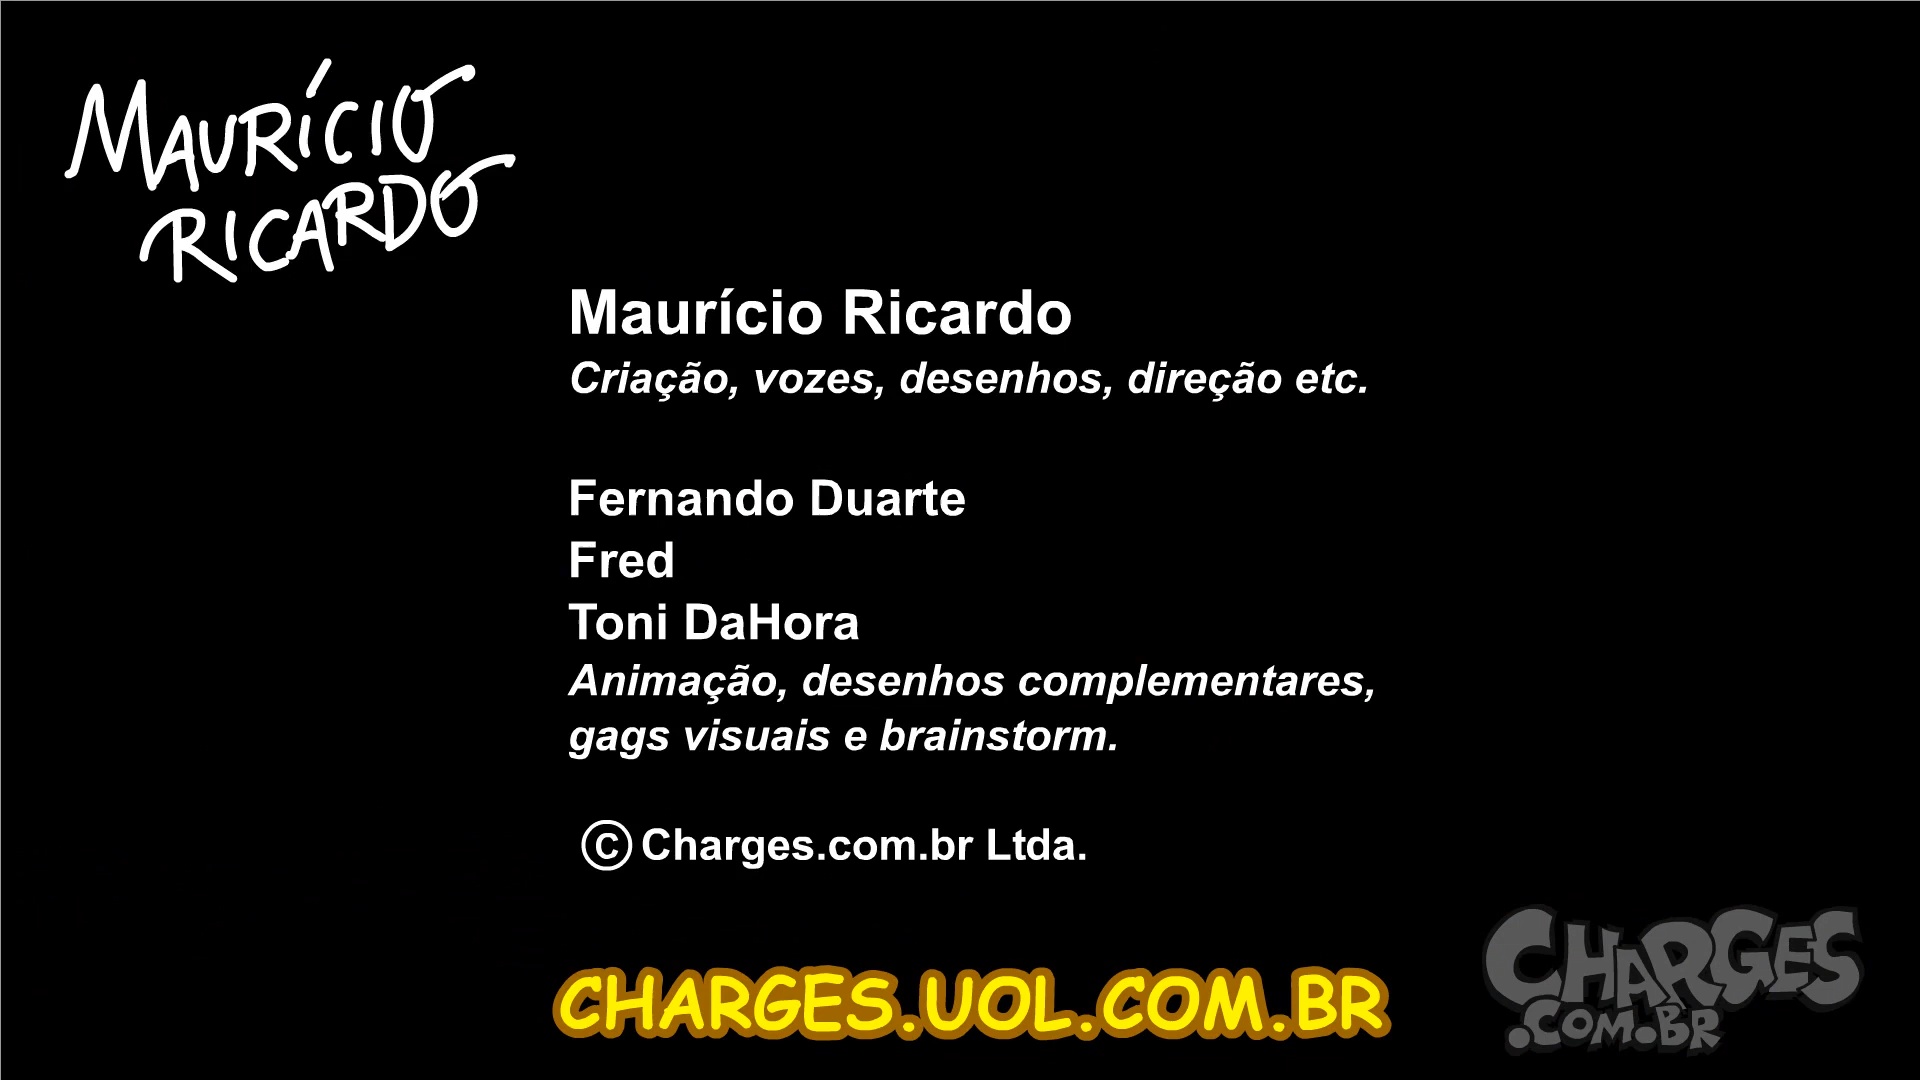 MAURÍCIO
RICARDO
Maurício Ricardo
Criação, vozes, desenhos, direção etc.
Fernando Duarte
Fred
Toni DaHora
Animação, desenhos complementares,
gags visuais e brainstorm.
© Charges.com.br Ltda.
CHARGES.UOL.COM.BR
CHARGES
.COM.BR